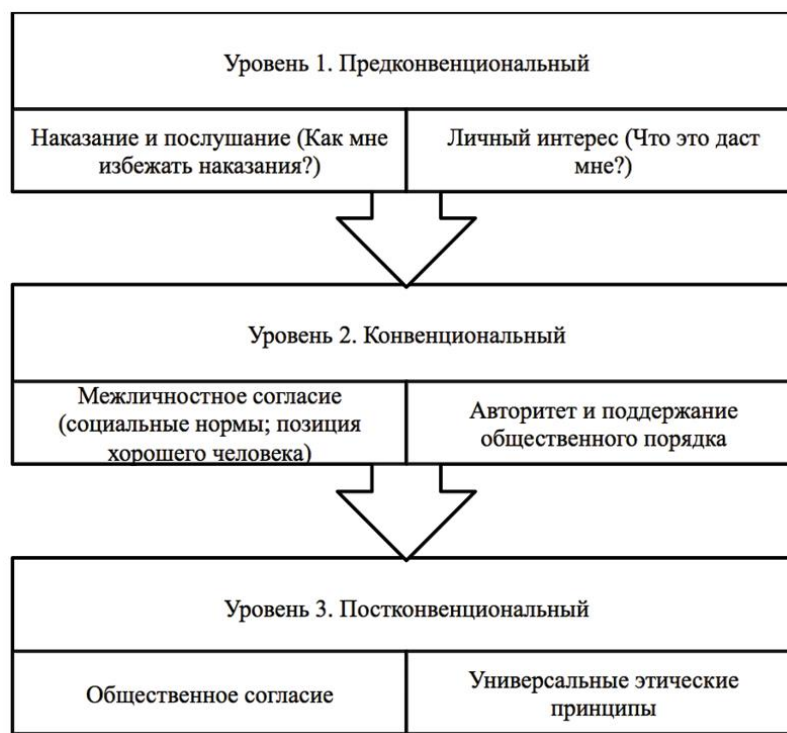 Уровень 1. Предконвенциональный
Наказание и послушание (Как мне
избежать наказания?)
Личный интерес (Что это даст
мне?)
Уровень 2. Конвенциональный
Межличностное согласие
(социальные нормы; позиция
хорошего человека)
Авторитет и поддержание
общественного порядка
Уровень 3. Постконвенциональный
Общественное согласие
Универсальные этические
принципы